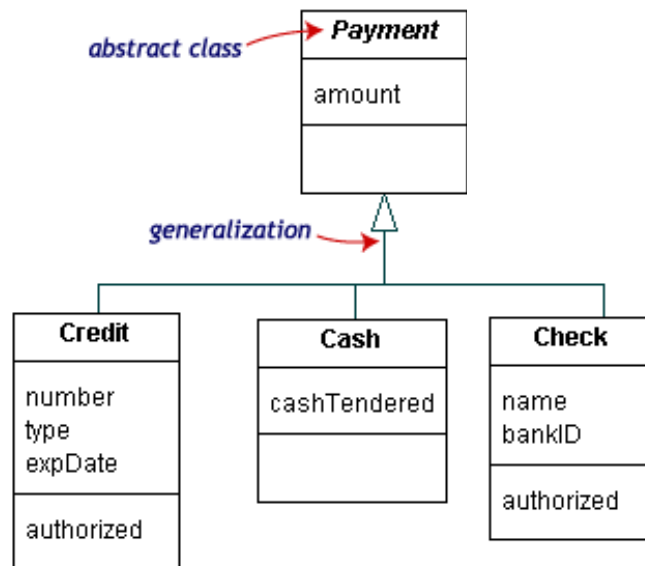 Payment
abstract class
amount
generalization
Credit
number
type
expDate
authorized
Cash
cashTendered
Check
name
bankID
authorized